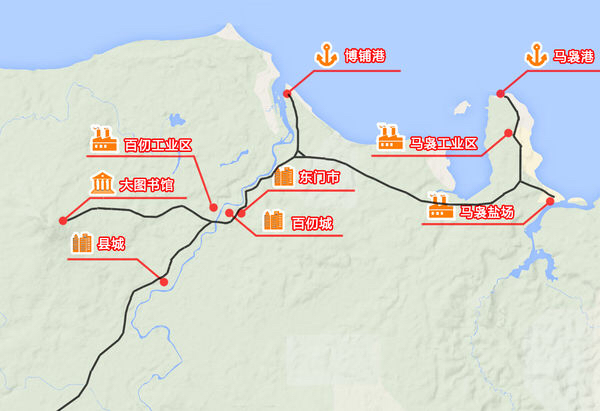 博铺港
马袅港
百仞工业区
马袅工业区
大图书馆
东门市
马袅盐场
百仞城
县城